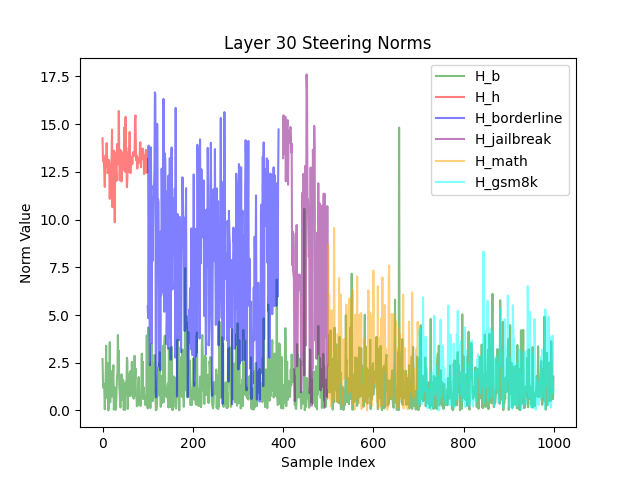 Layer 30 Steering Norms
H_b
H_h
H_borderline
H_jailbreak
H_math
H_gsm8k
Norm Value
17.5
15.0
12.5
10.0
7.5
5.0
2.5
0.0
0
200
400
600
800
1000
Sample Index